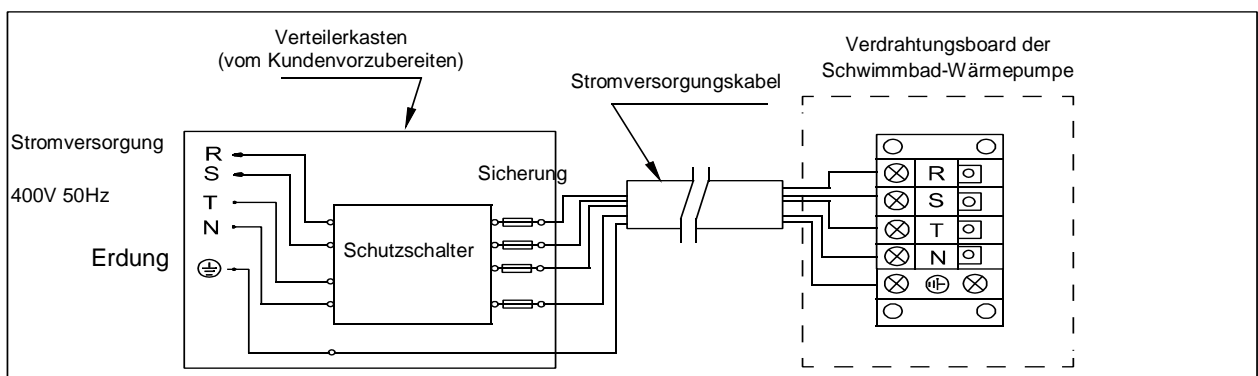 Verteilerkasten
(vom Kundenvorzubereiten)
Verdrahtungsboard der
Schwimmbad-Wärmepumpe
Stromversorgungskabel
Stromversorgung
400V 50Hz
Erdung
R
S
T
N
Schutzschalter
Sicherung
R
S
T
N